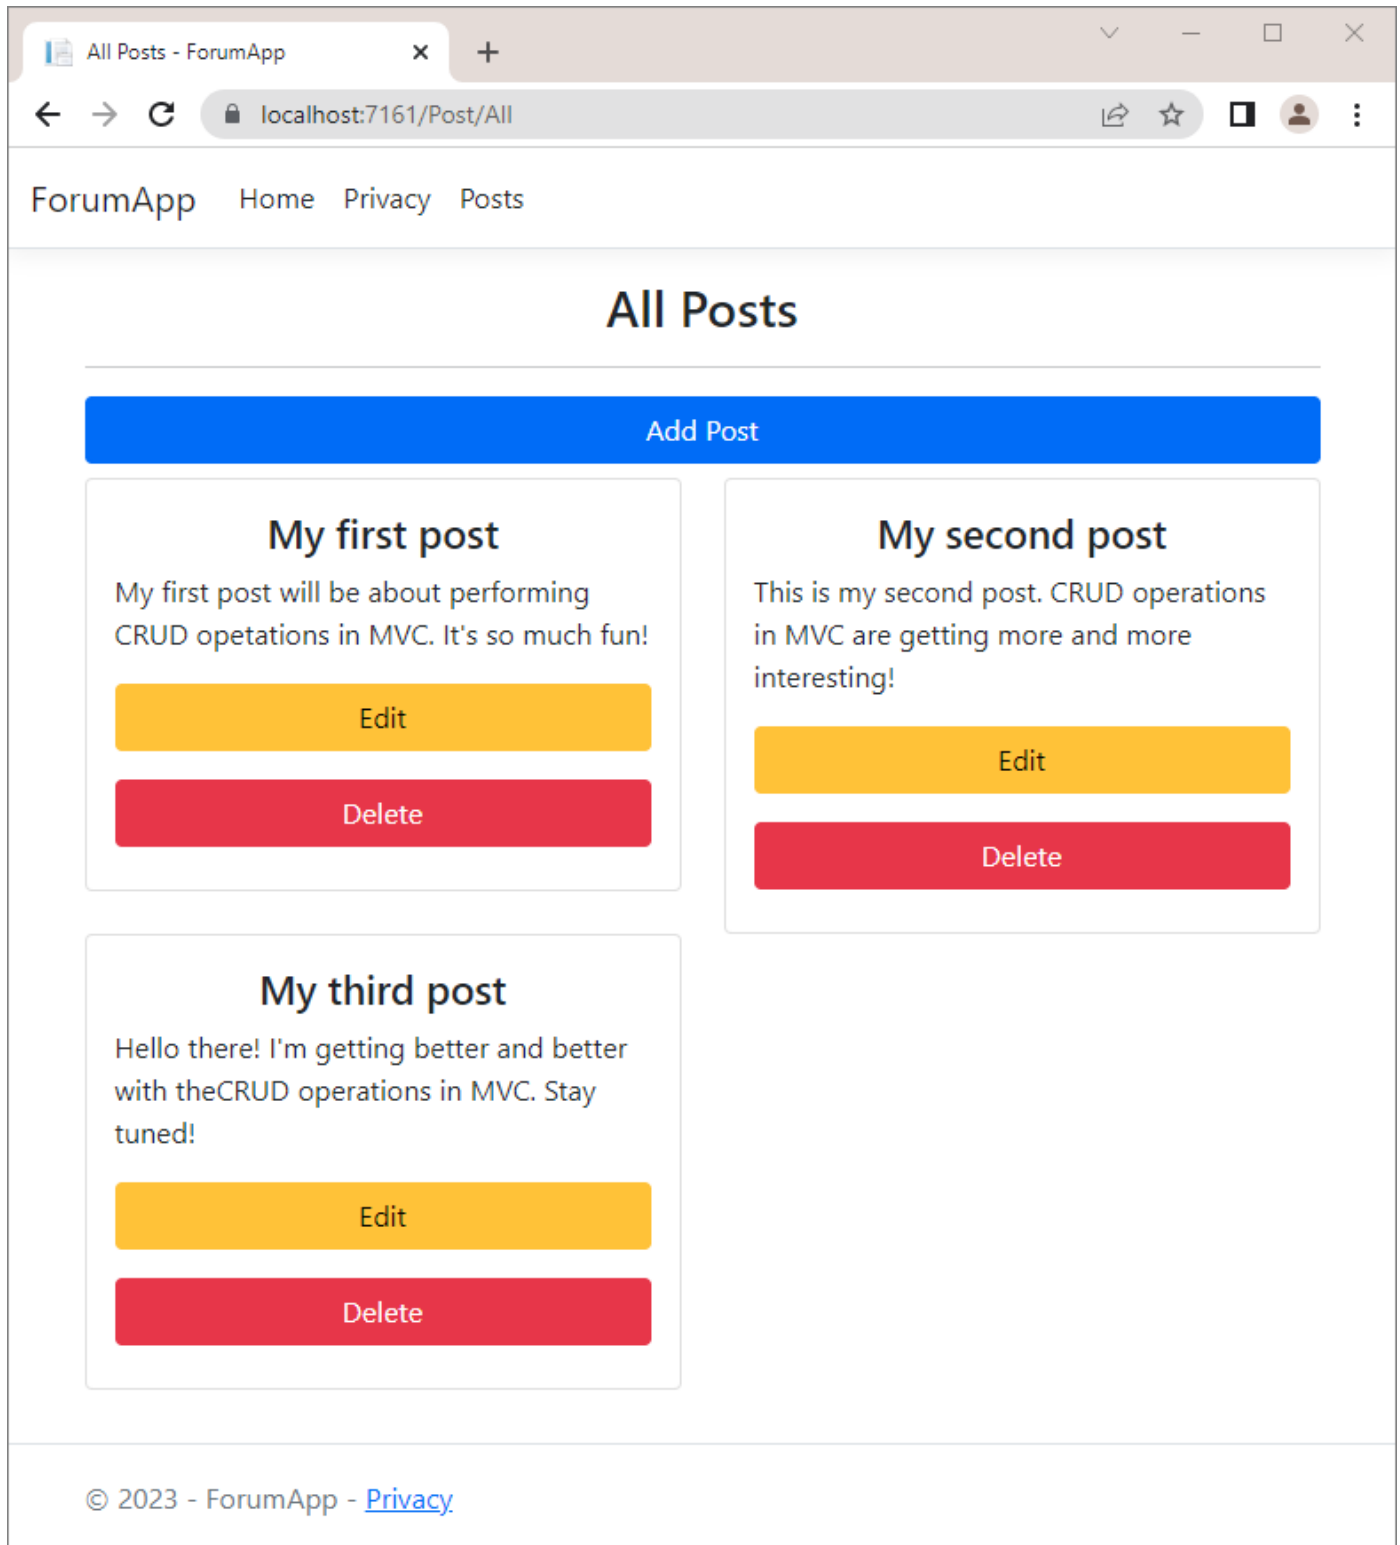 All Posts - ForumApp
localhost:7161/Post/All
ForumApp Home Privacy Posts
All Posts
Add Post
My first post
My first post will be about performing
CRUD opetations in MVC. It's so much fun!
Edit
Delete
My second post
This is my second post. CRUD operations
in MVC are getting more and more
interesting!
Edit
Delete
My third post
Hello there! I'm getting better and better
with theCRUD operations in MVC. Stay
tuned!
Edit
Delete
© 2023 - ForumApp - Privacy